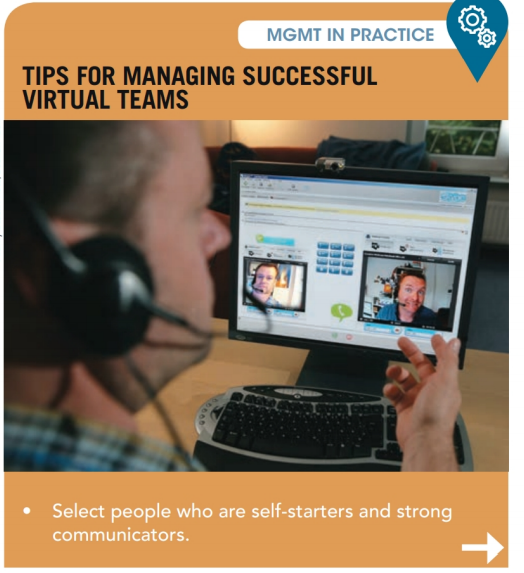 MGMT IN PRACTICE
TIPS FOR MANAGING SUCCESSFUL
VIRTUAL TEAMS
• Select people who are self-starters and strong
communicators.